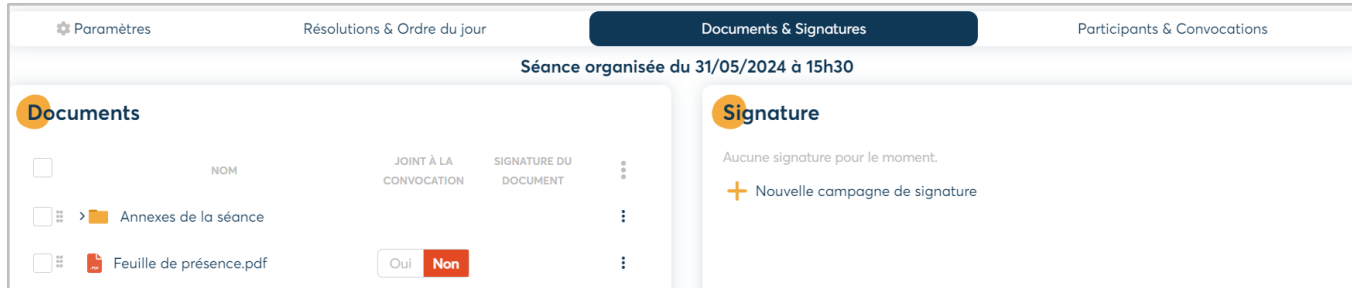 Paramètres
Résolutions & Ordre du jour
Documents & Signatures
Participants & Convocations
Séance organisée du 31/05/2024 à 15h30
Documents
NOM
JOINT À LA
CONVOCATION
SIGNATURE DU
DOCUMENT
Annexes de la séance
Feuille de présence.pdf
Oui Non
Signature
Aucune signature pour le moment.
Nouvelle campagne de signature